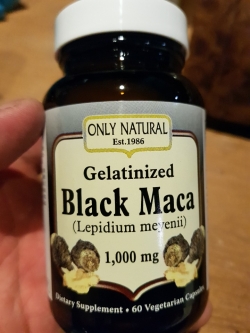 ONLY NATURAL
Est.1986
Gelatinized
Black Maca
(Lepidium meyenii)
1,000 mg
Dietary Supplement • 60 Vegetarian Capsules